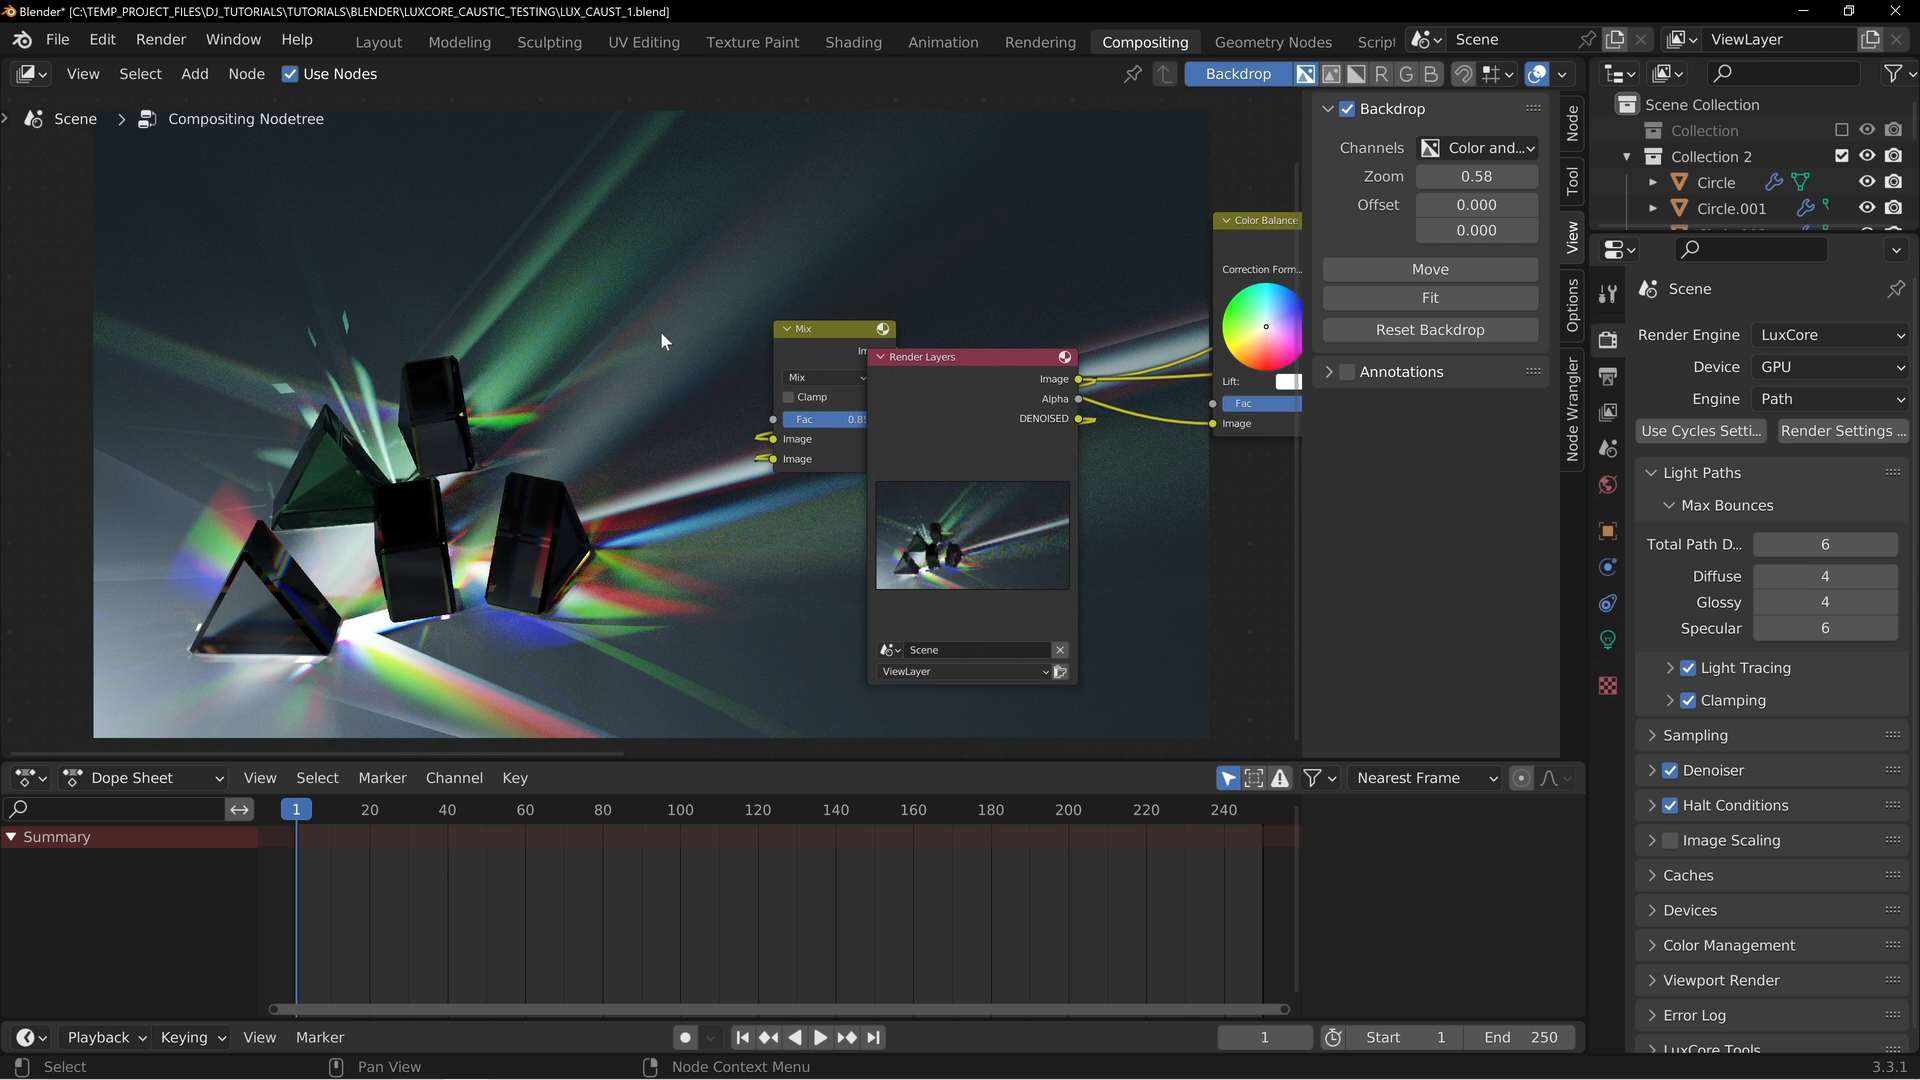 Blender* [C:\TEMP_PROJECT_FILES\DJ_TUTORIALS\TUTORIALS\BLENDER\LUXCORE_CAUSTIC_TESTING\LUX_CAUST_1.blend]
File Edit Render Window Help Layout Modeling Sculpting UV Editing Texture Paint Shading Animation Rendering Compositing Geometry Nodes Script Scene ViewLayer
View Select Add Node Use Nodes Backdrop R G B
Scene > Compositing Nodetree
Mix
Mix
Clamp
Fac 0.85
Image
Image
Render Layers
Image
Alpha
DENOISED
Scene
ViewLayer
Color Balance
Correction Form...
Lift:
Fac
Image
Backdrop
Channels Color and...
Zoom 0.58
Offset 0.000
0.000
Move
Fit
Reset Backdrop
Annotations
Node
Tool
View
Options
Node Wrangler
Scene Collection
Collection
Collection 2
Circle
Circle.001
Scene
Render Engine LuxCore
Device GPU
Engine Path
Use Cycles Setti... Render Settings ...
Light Paths
Max Bounces
Total Path D... 6
Diffuse 4
Glossy 4
Specular 6
Light Tracing
Clamping
Sampling
Denoiser
Halt Conditions
Image Scaling
Caches
Devices
Color Management
Viewport Render
Error Log
LuxCore Tools
Dope Sheet View Select Marker Channel Key Nearest Frame
1 20 40 60 80 100 120 140 160 180 200 220 240
Summary
Playback Keying View Marker 1 Start 1 End 250
Select Pan View Node Context Menu 3.3.1